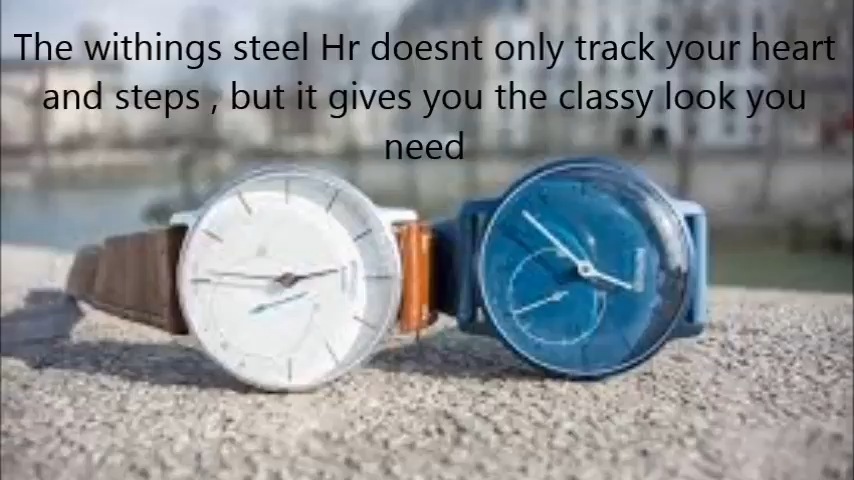 The withings steel Hr doesnt only track your heart
and steps , but it gives you the classy look you
need